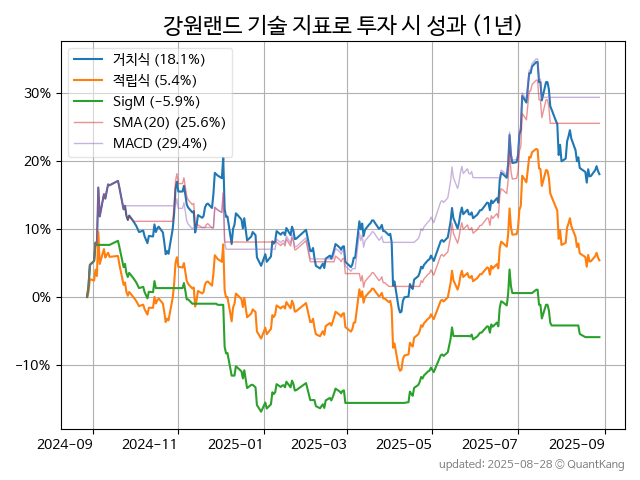 강원랜드 기술 지표로 투자 시 성과 (1년)
거치식 (18.1%)
적립식 (5.4%)
SigM (−5.9%)
SMA(20) (25.6%)
MACD (29.4%)
30%
20%
10%
0%
−10%
2024-09 2024-11 2025-01 2025-03 2025-05 2025-07 2025-09
updated: 2025-08-28 © QuantKang